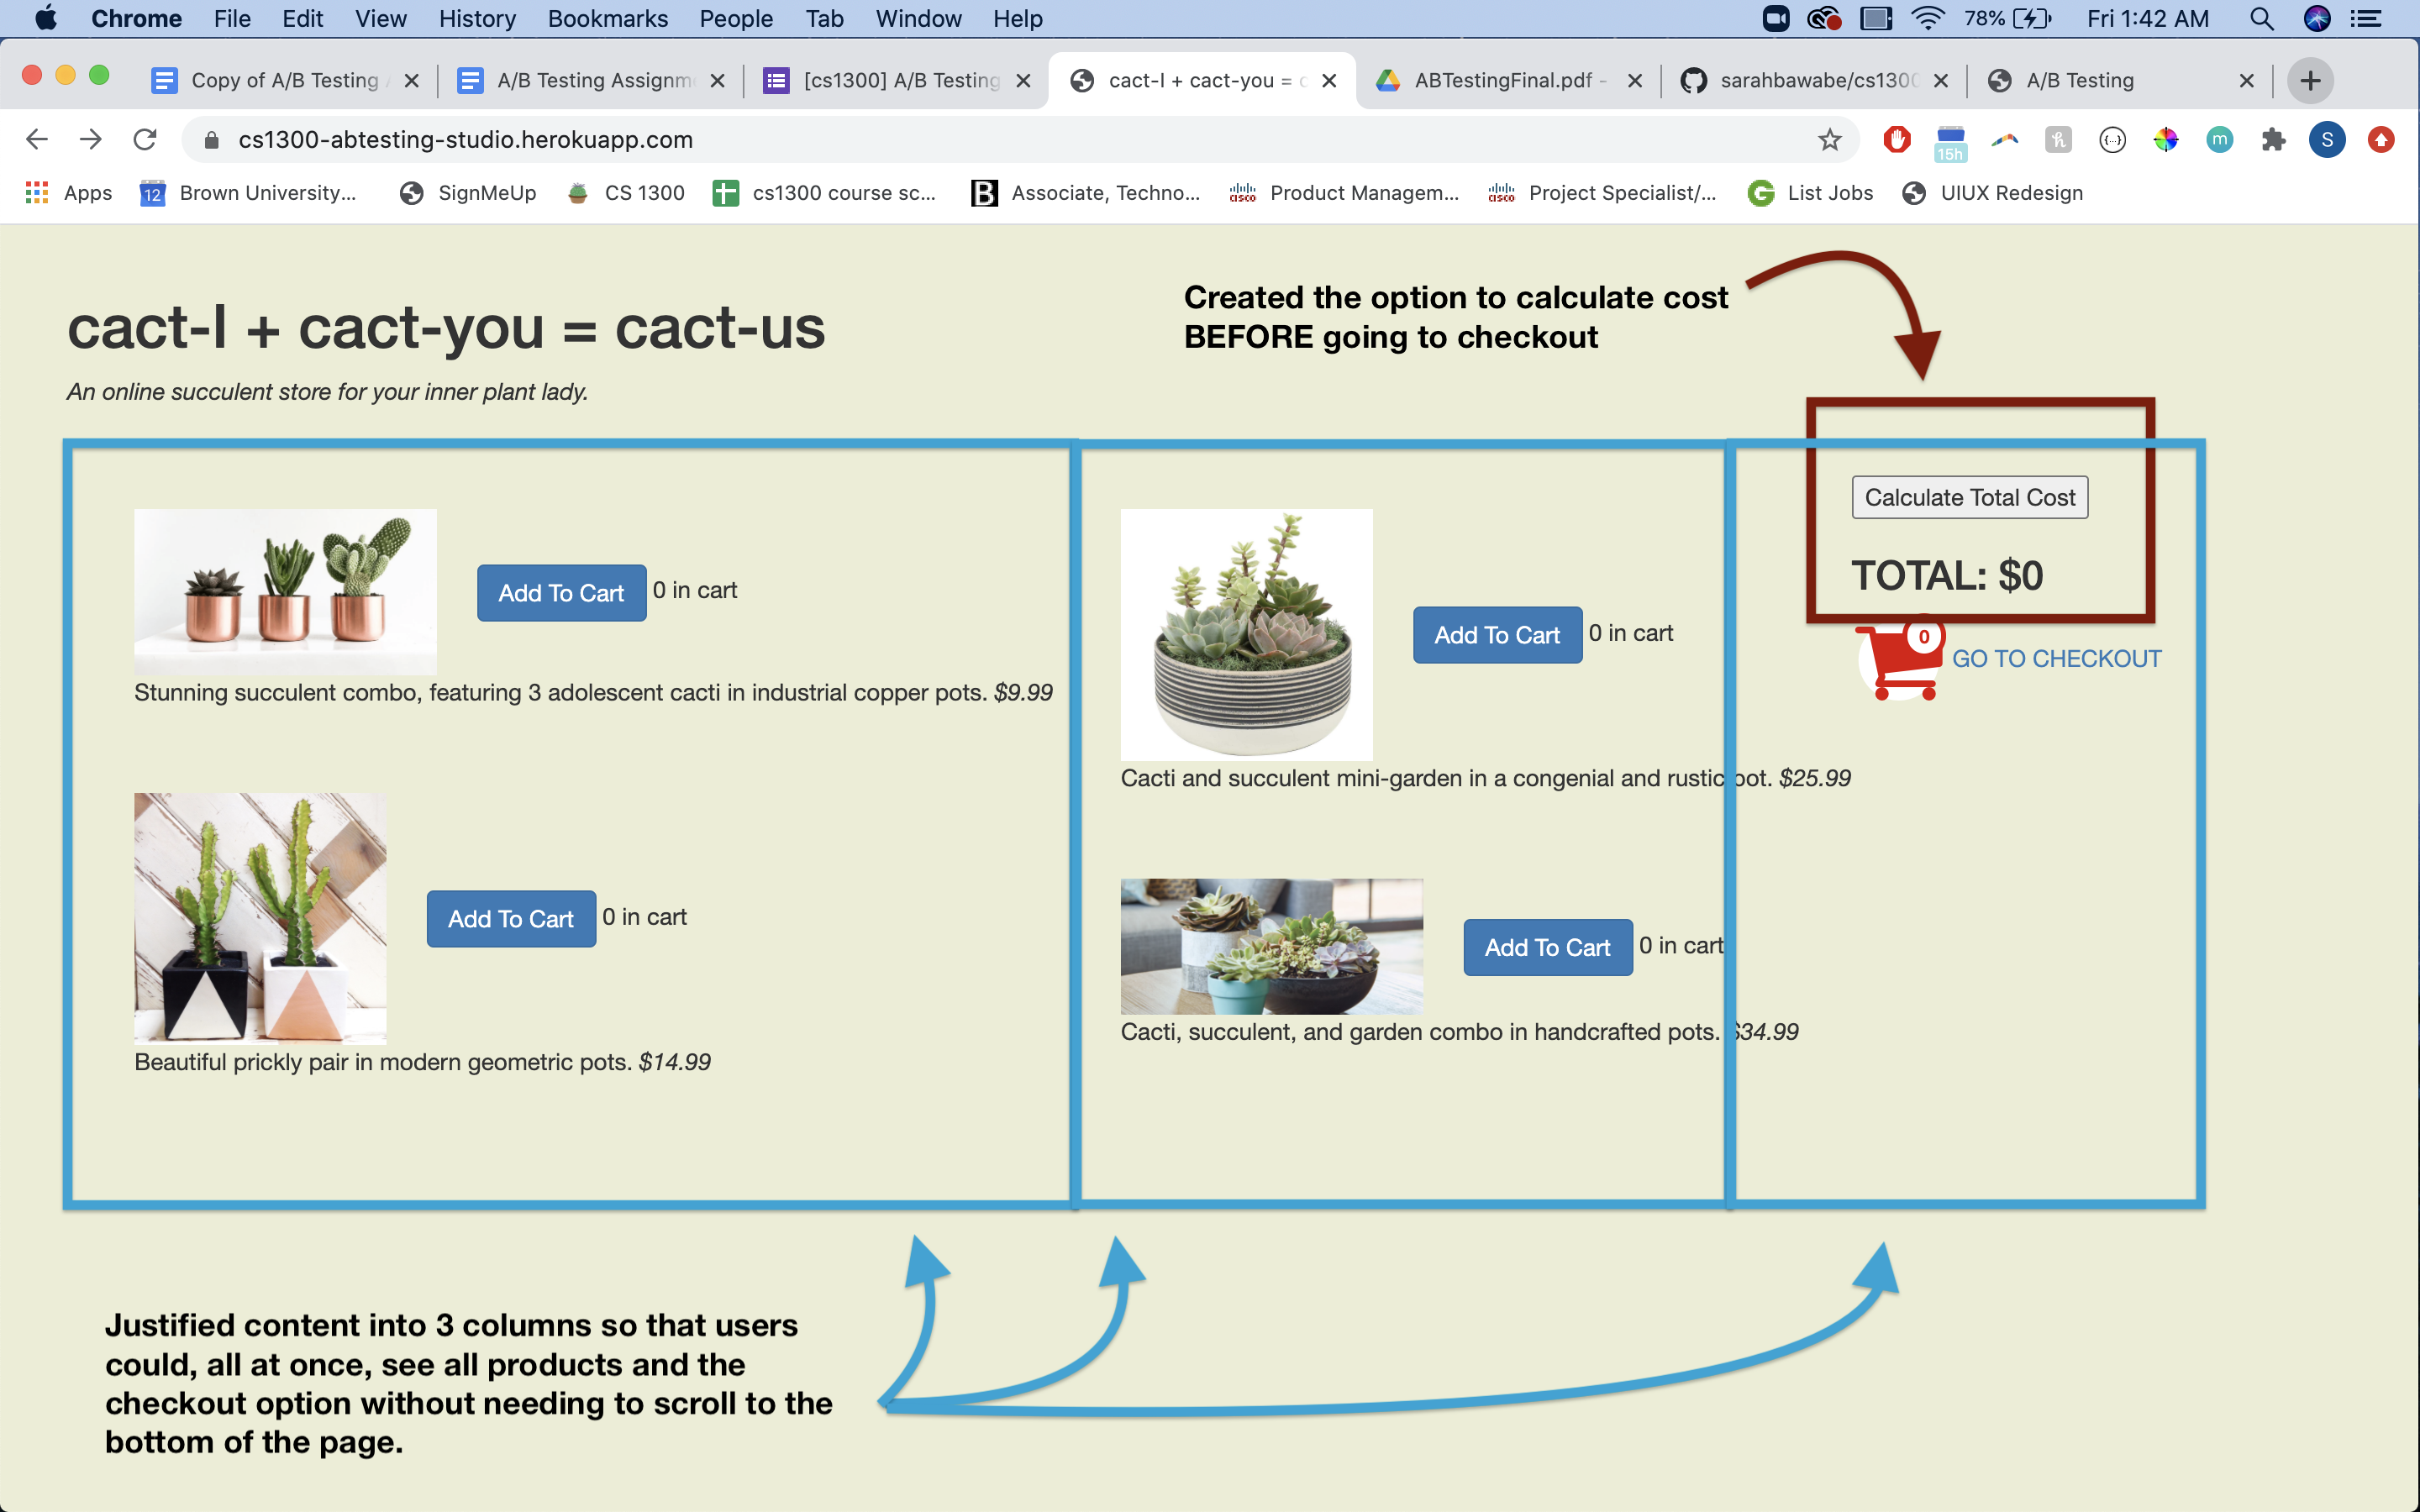 Chrome File Edit View History Bookmarks People Tab Window Help 78% Fri 1:42 AM
Copy of A/B Testing A/B Testing Assignm [cs1300] A/B Testing cact-I + cact-you = c ABTestingFinal.pdf - sarahbawabe/cs1300 A/B Testing
cs1300-abtesting-studio.herokuapp.com 15h h {...} m S
Apps 12 Brown University... SignMeUp CS 1300 cs1300 course sc... B Associate, Techno... cisco Product Managem... cisco Project Specialist/... G List Jobs UIUX Redesign
Created the option to calculate cost
BEFORE going to checkout
cact-I + cact-you = cact-us
An online succulent store for your inner plant lady.
Add To Cart 0 in cart
Stunning succulent combo, featuring 3 adolescent cacti in industrial copper pots. $9.99
Add To Cart 0 in cart
Beautiful prickly pair in modern geometric pots. $14.99
Add To Cart 0 in cart
Cacti and succulent mini-garden in a congenial and rustic pot. $25.99
Add To Cart 0 in cart
Cacti, succulent, and garden combo in handcrafted pots. $34.99
Calculate Total Cost
TOTAL: $0
0 GO TO CHECKOUT
Justified content into 3 columns so that users
could, all at once, see all products and the
checkout option without needing to scroll to the
bottom of the page.